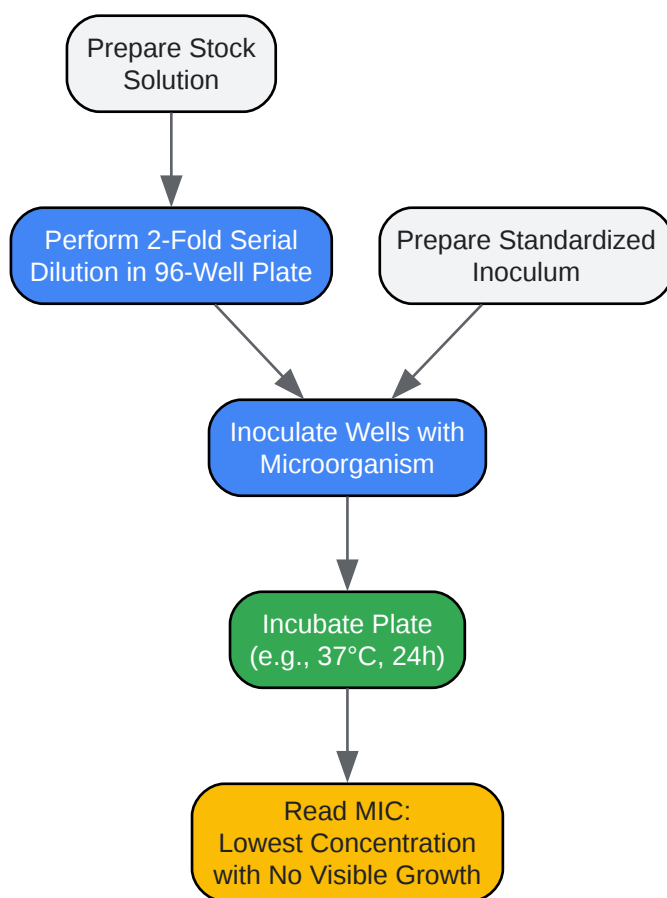 Prepare Stock
Solution
Perform 2-Fold Serial
Dilution in 96-Well Plate
Prepare Standardized
Inoculum
Inoculate Wells with
Microorganism
Incubate Plate
(e.g., 37°C, 24h)
Read MIC:
Lowest Concentration
with No Visible Growth